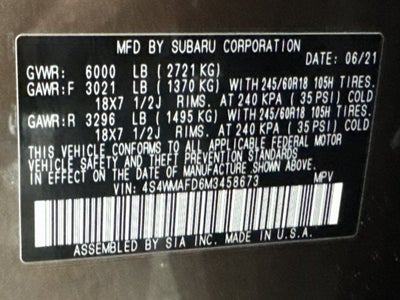 MFD BY SUBARU CORPORATION
DATE: 06/21
GVWR: 6000 LB (2721 KG)
GAWR:F 3021 LB (1370 KG) WITH 245/60R18 105H TIRES,
18X7 1/2J RIMS. AT 240 KPA (35 PSI) COLD
GAWR:R 3296 LB (1495 KG) WITH 245/60R18 105H TIRES,
18X7 1/2J RIMS. AT 240 KPA (35 PSI) COLD
THIS VEHICLE CONFORMS TO ALL APPLICABLE FEDERAL MOTOR
VEHICLE SAFETY AND THEFT PREVENTION STANDARDS IN EFFECT ON THE
DATE OF MANUFACTURE SHOWN ABOVE.
VIN: 4S4WMAFD6M3458673 MPV
ASSEMBLED BY SIA INC. MADE IN U.S.A.